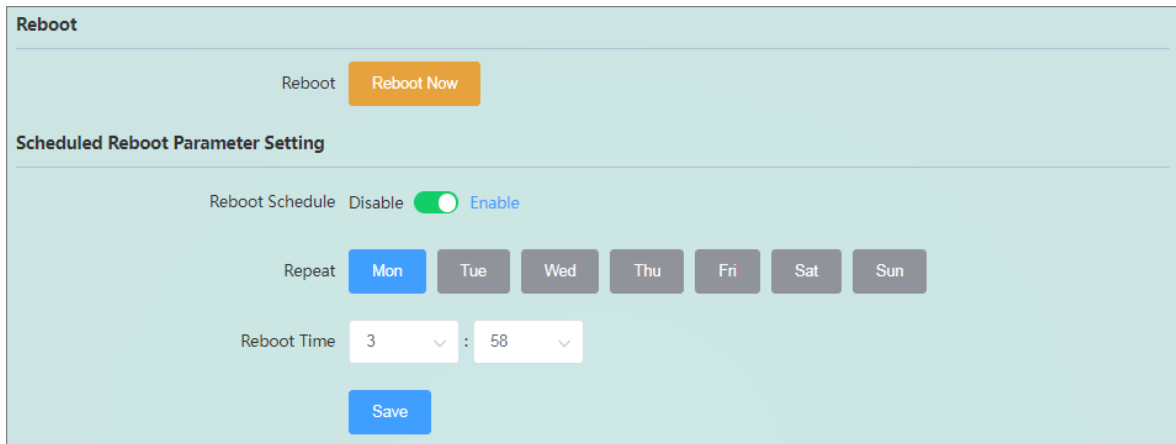 Reboot
Reboot Reboot Now
Scheduled Reboot Parameter Setting
Reboot Schedule Disable Enable
Repeat Mon Tue Wed Thu Fri Sat Sun
Reboot Time 3 : 58
Save